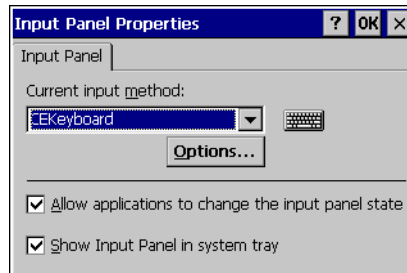 Input Panel Properties ? OK ×
Input Panel
Current input method:
CEKeyboard
Options...
Allow applications to change the input panel state
Show Input Panel in system tray